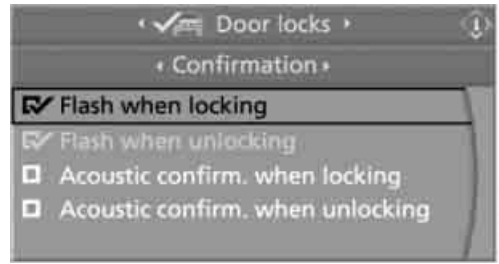 Door locks
Confirmation
Flash when locking
Flash when unlocking
Acoustic confirm. when locking
Acoustic confirm. when unlocking